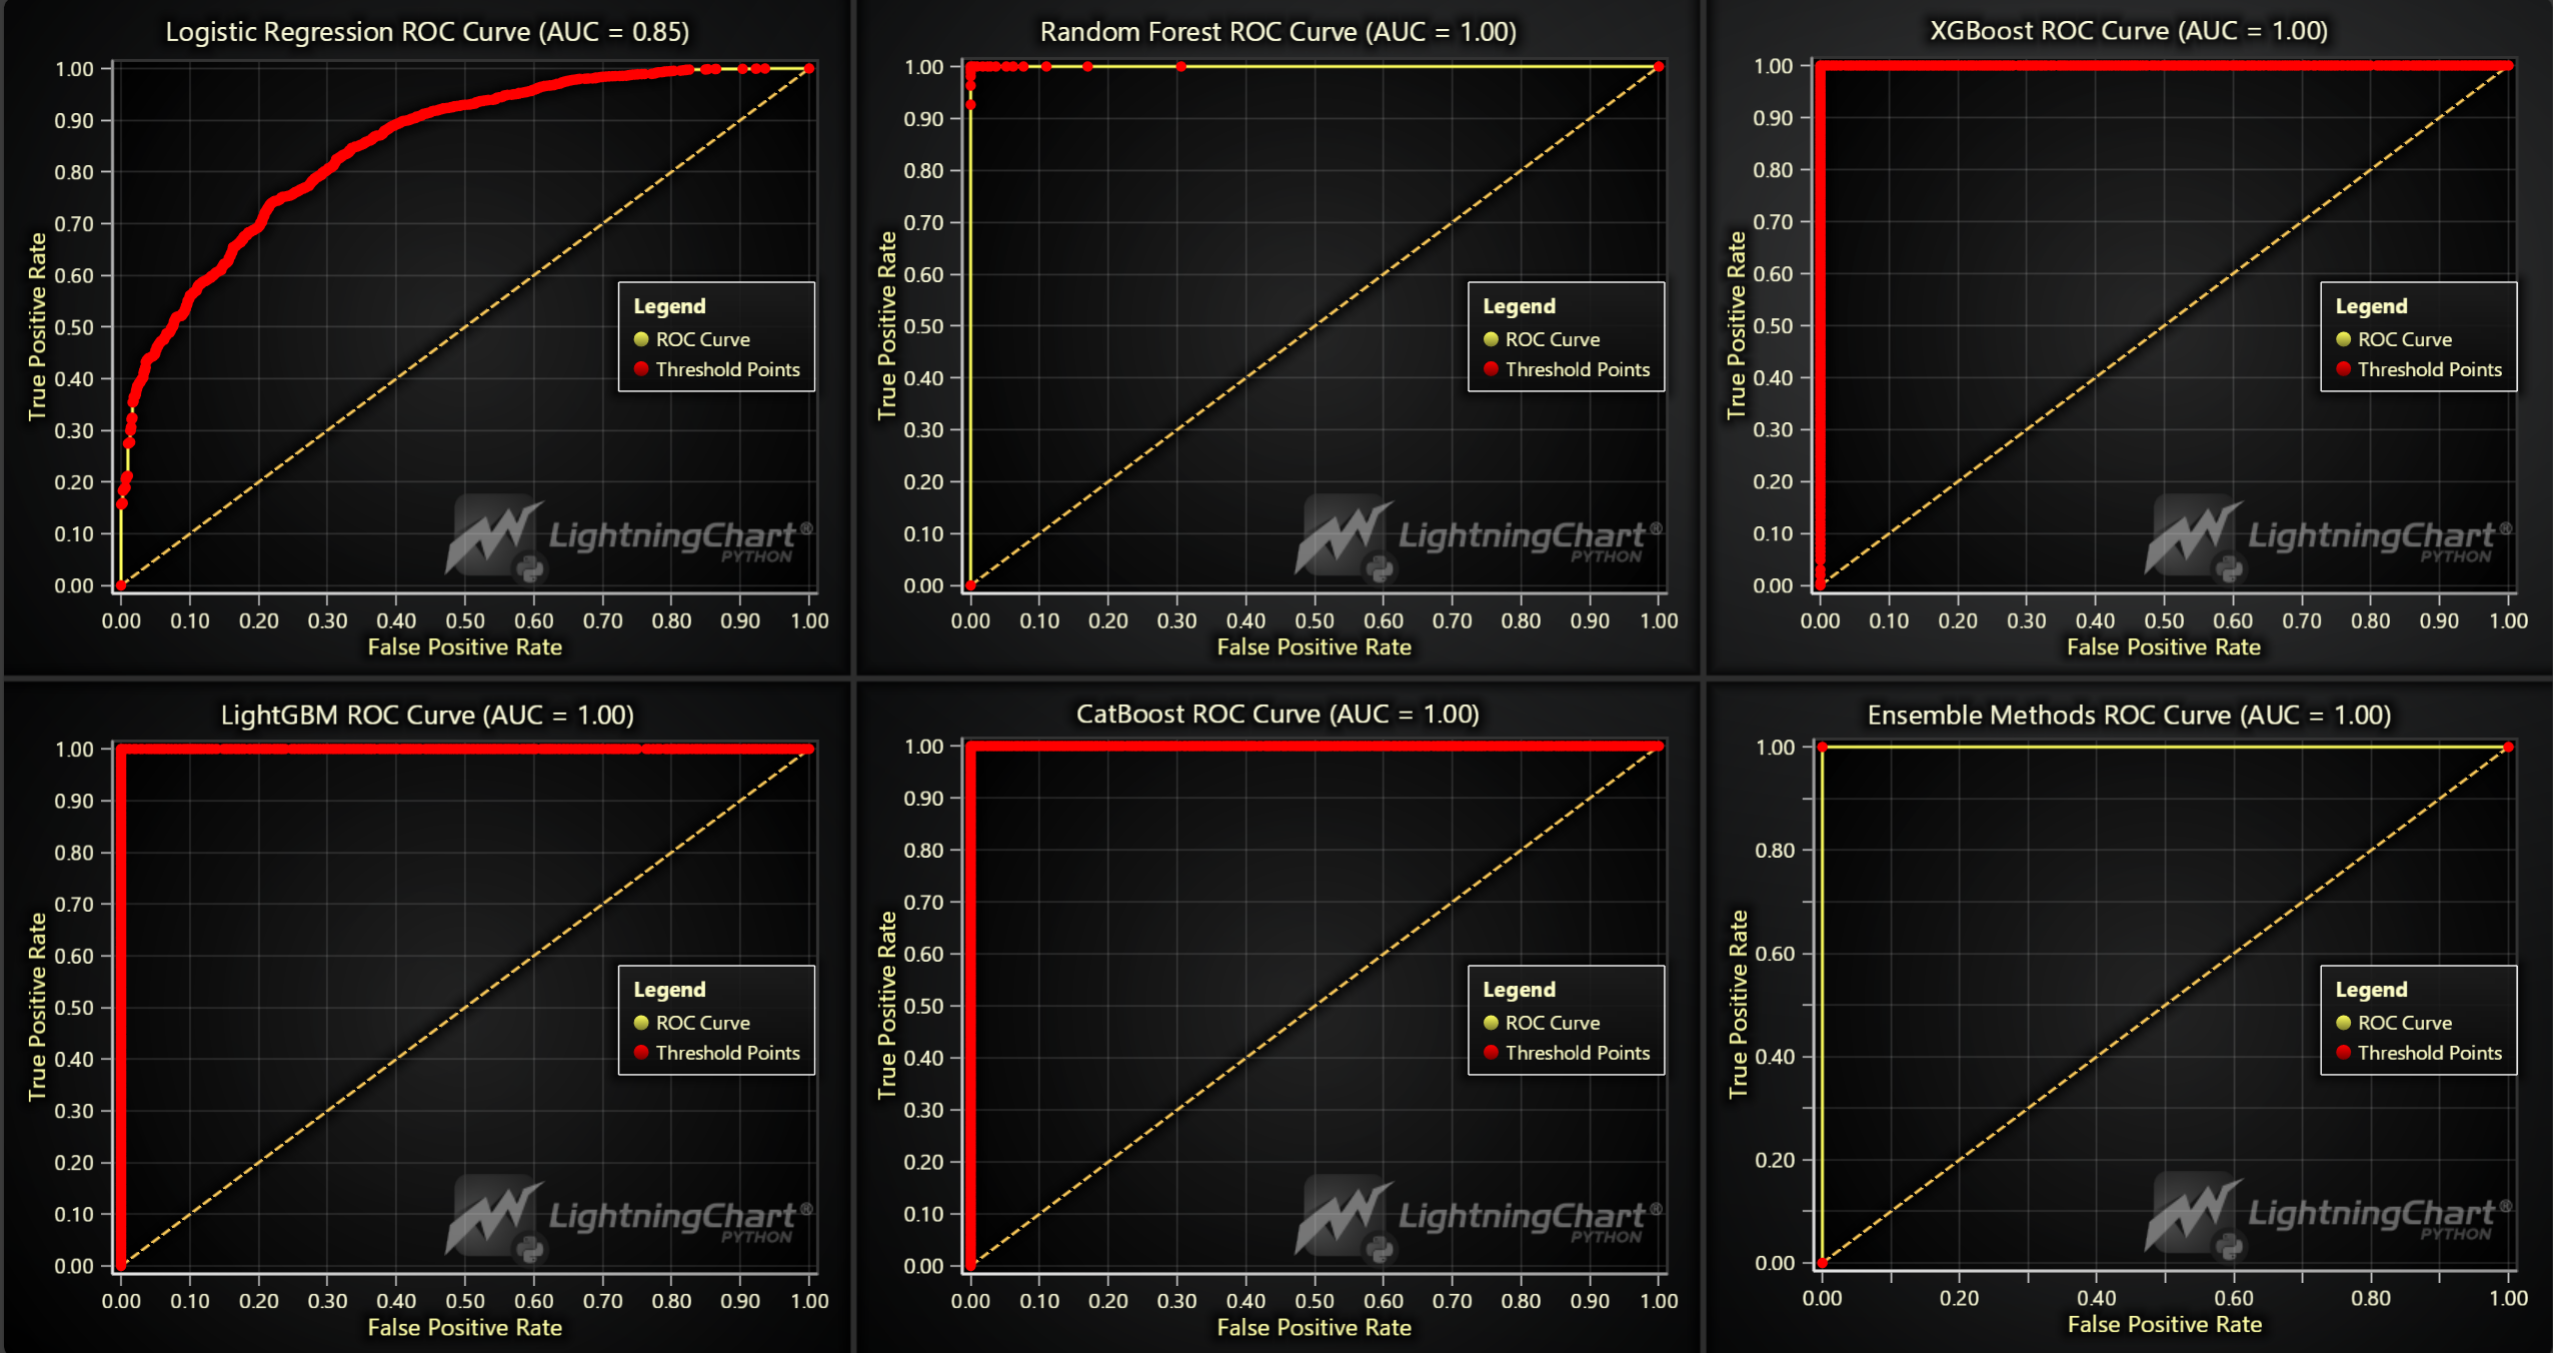 Logistic Regression ROC Curve (AUC = 0.85)
True Positive Rate
1.00
0.90
0.80
0.70
0.60
0.50
0.40
0.30
0.20
0.10
0.00
0.00 0.10 0.20 0.30 0.40 0.50 0.60 0.70 0.80 0.90 1.00
False Positive Rate
Legend
ROC Curve
Threshold Points
LightningChart®
PYTHON
Random Forest ROC Curve (AUC = 1.00)
True Positive Rate
1.00
0.90
0.80
0.70
0.60
0.50
0.40
0.30
0.20
0.10
0.00
0.00 0.10 0.20 0.30 0.40 0.50 0.60 0.70 0.80 0.90 1.00
False Positive Rate
Legend
ROC Curve
Threshold Points
LightningChart®
PYTHON
XGBoost ROC Curve (AUC = 1.00)
True Positive Rate
1.00
0.90
0.80
0.70
0.60
0.50
0.40
0.30
0.20
0.10
0.00
0.00 0.10 0.20 0.30 0.40 0.50 0.60 0.70 0.80 0.90 1.00
False Positive Rate
Legend
ROC Curve
Threshold Points
LightningChart®
PYTHON
LightGBM ROC Curve (AUC = 1.00)
True Positive Rate
1.00
0.90
0.80
0.70
0.60
0.50
0.40
0.30
0.20
0.10
0.00
0.00 0.10 0.20 0.30 0.40 0.50 0.60 0.70 0.80 0.90 1.00
False Positive Rate
Legend
ROC Curve
Threshold Points
LightningChart®
PYTHON
CatBoost ROC Curve (AUC = 1.00)
True Positive Rate
1.00
0.90
0.80
0.70
0.60
0.50
0.40
0.30
0.20
0.10
0.00
0.00 0.10 0.20 0.30 0.40 0.50 0.60 0.70 0.80 0.90 1.00
False Positive Rate
Legend
ROC Curve
Threshold Points
LightningChart®
PYTHON
Ensemble Methods ROC Curve (AUC = 1.00)
True Positive Rate
1.00
0.80
0.60
0.40
0.20
0.00
0.00 0.20 0.40 0.60 0.80 1.00
False Positive Rate
Legend
ROC Curve
Threshold Points
LightningChart®
PYTHON